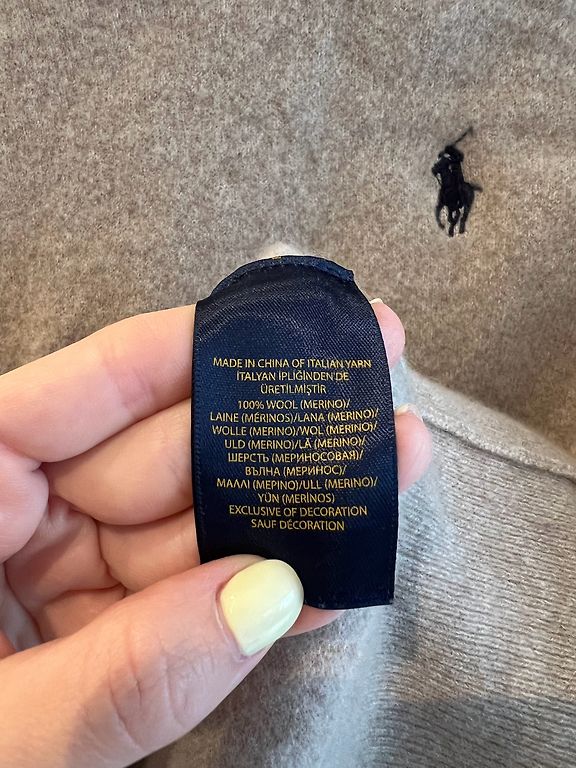 MADE IN CHINA OF ITALIAN YARN
ITALYAN İPLİĞİNDEN'DE
ÜRETİLMİŞTİR
100% WOOL (MERINO)/
LAINE (MÉRINOS)/LANA (MERINO)/
WOLLE (MERINO)/WOL (MERINO)/
ULD (MERINO)/LÃ (MERINO)/
ШЕРСТЬ (МЕРИНОСОВАЯ)/
ВЪЛНА (МЕРИНОС)/
ΜΑΛΛΙ (ΜΕΡΙΝΟ)/ULL (MERINO)/
YÜN (MERİNOS)
EXCLUSIVE OF DECORATION
SAUF DÉCORATION